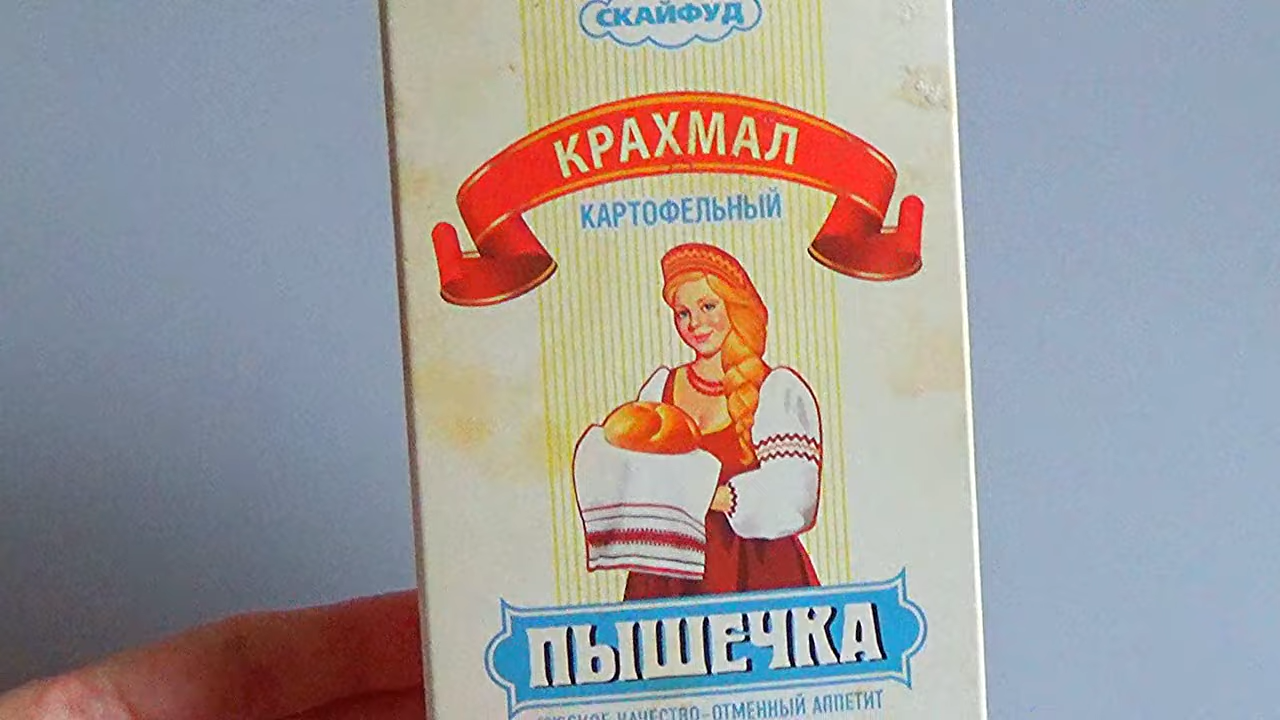 СКАЙФУД
КРАХМАЛ
КАРТОФЕЛЬНЫЙ
ПЫШЕЧКА
КАЧЕСТВО-ОТМЕННЫЙ АППЕТИТ